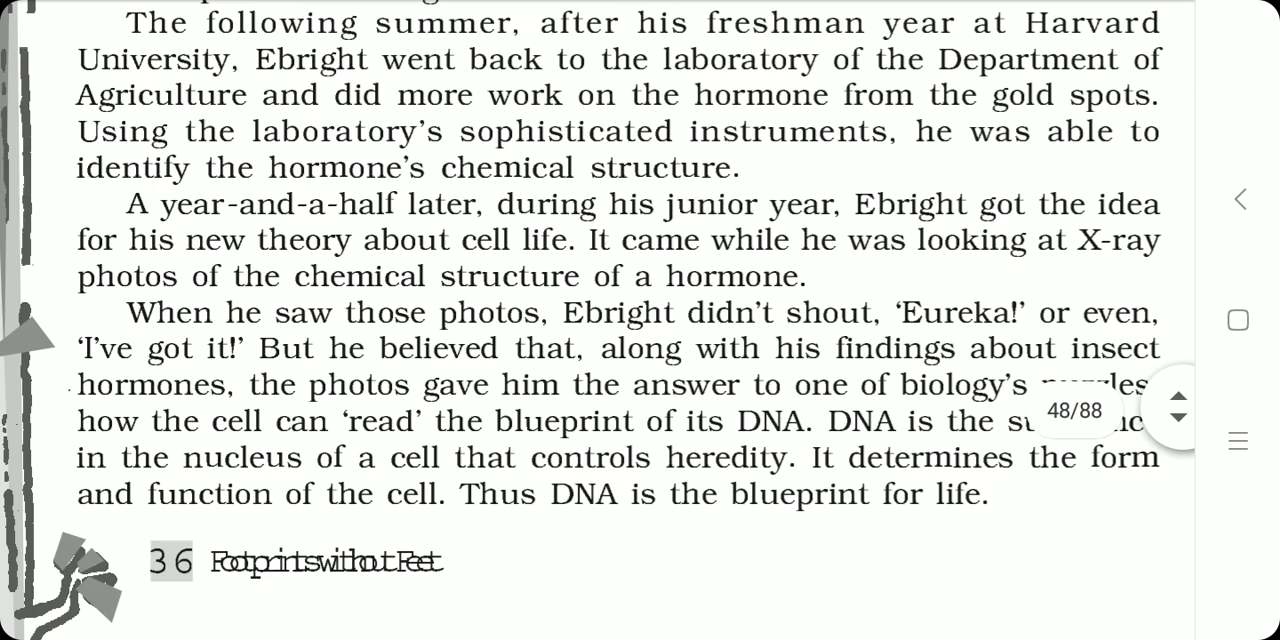 The following summer, after his freshman year at Harvard
University, Ebright went back to the laboratory of the Department of
Agriculture and did more work on the hormone from the gold spots.
Using the laboratory's sophisticated instruments, he was able to
identify the hormone's chemical structure.
A year-and-a-half later, during his junior year, Ebright got the idea
for his new theory about cell life. It came while he was looking at X-ray
photos of the chemical structure of a hormone.
When he saw those photos, Ebright didn't shout, ‘Eureka!’ or even,
‘I've got it!’ But he believed that, along with his findings about insect
hormones, the photos gave him the answer to one of biology's
how the cell can ‘read’ the blueprint of its DNA. DNA is the
in the nucleus of a cell that controls heredity. It determines the form
and function of the cell. Thus DNA is the blueprint for life.
48/88
36 Footprints without Feet